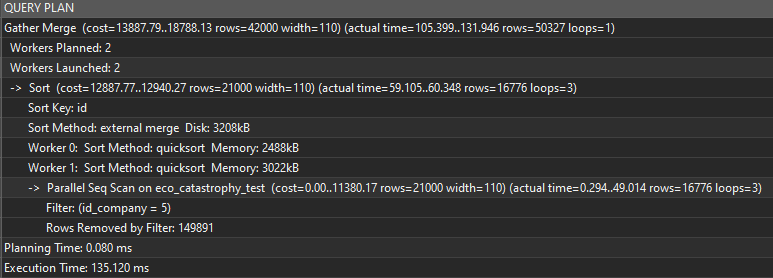 QUERY PLAN
Gather Merge  (cost=13887.79..18788.13 rows=42000 width=110) (actual time=105.399..131.946 rows=50327 loops=1)
Workers Planned: 2
Workers Launched: 2
->  Sort  (cost=12887.77..12940.27 rows=21000 width=110) (actual time=59.105..60.348 rows=16776 loops=3)
Sort Key: id
Sort Method: external merge  Disk: 3208kB
Worker 0:  Sort Method: quicksort  Memory: 2488kB
Worker 1:  Sort Method: quicksort  Memory: 3022kB
->  Parallel Seq Scan on eco_catastrophy_test  (cost=0.00..11380.17 rows=21000 width=110) (actual time=0.294..49.014 rows=16776 loops=3)
Filter: (id_company = 5)
Rows Removed by Filter: 149891
Planning Time: 0.080 ms
Execution Time: 135.120 ms